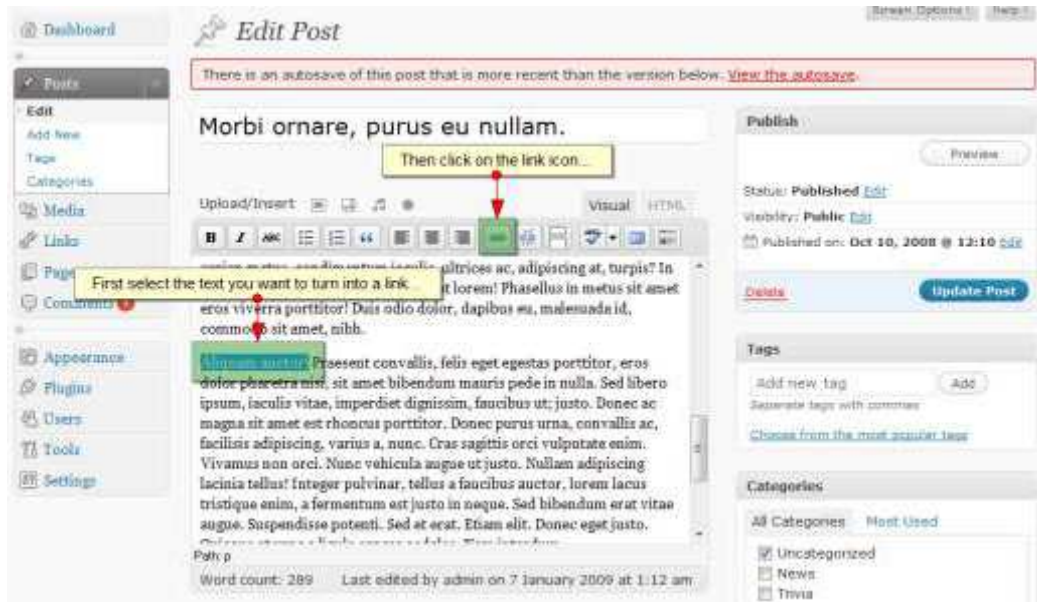 Screen Options
Help
Dashboard
Edit Post
There is an autosave of this post that is more recent than the version below. View the autosave.
Posts
Edit
Add New
Tags
Categories
Media
Links
Comments
Appearance
Plugins
Users
Tools
Settings
Morbi ornare, purus eu nullam.
Then click on the link icon...
Upload/Insert
Visual HTML
B I ABC
First select the text you want to turn into a link...
ultrices ac, adipiscing at, turpis? In
lorem! Phasellus in metus sit amet
eros viverra porttitor! Duis odio dolor, dapibus eu, malesuada id,
sit amet, nibh.
Praesent convallis, felis eget egestas porttitor, eros
dolor pharetra nisl, sit amet bibendum mauris pede in nulla. Sed libero
ipsum, iaculis vitae, imperdiet dignissim, faucibus ut; justo. Donec ac
magna sit amet est rhoncus porttitor. Donec purus urna, convallis ac,
facilisis adipiscing, varius a, nunc. Cras sagittis orci vulputate enim.
Vivamus non orci. Nunc vehicula augue ut justo. Nullam adipiscing
lacinia tellus! Integer pulvinar, tellus a faucibus auctor, lorem lacus
tristique enim, a fermentum est justo in neque. Sed bibendum erat vitae
augue. Suspendisse potenti. Sed at erat. Etiam elit. Donec eget justo.
Path: p
Word count: 289 Last edited by admin on 7 January 2009 at 1:12 am
Publish
Preview
Status: Published Edit
Visibility: Public Edit
Published on: Oct 10, 2008 @ 12:10 Edit
Delete
Update Post
Tags
Add new tag
Add
Separate tags with commas
Choose from the most popular tags
Categories
All Categories Most Used
Uncategorized
News
Trivia